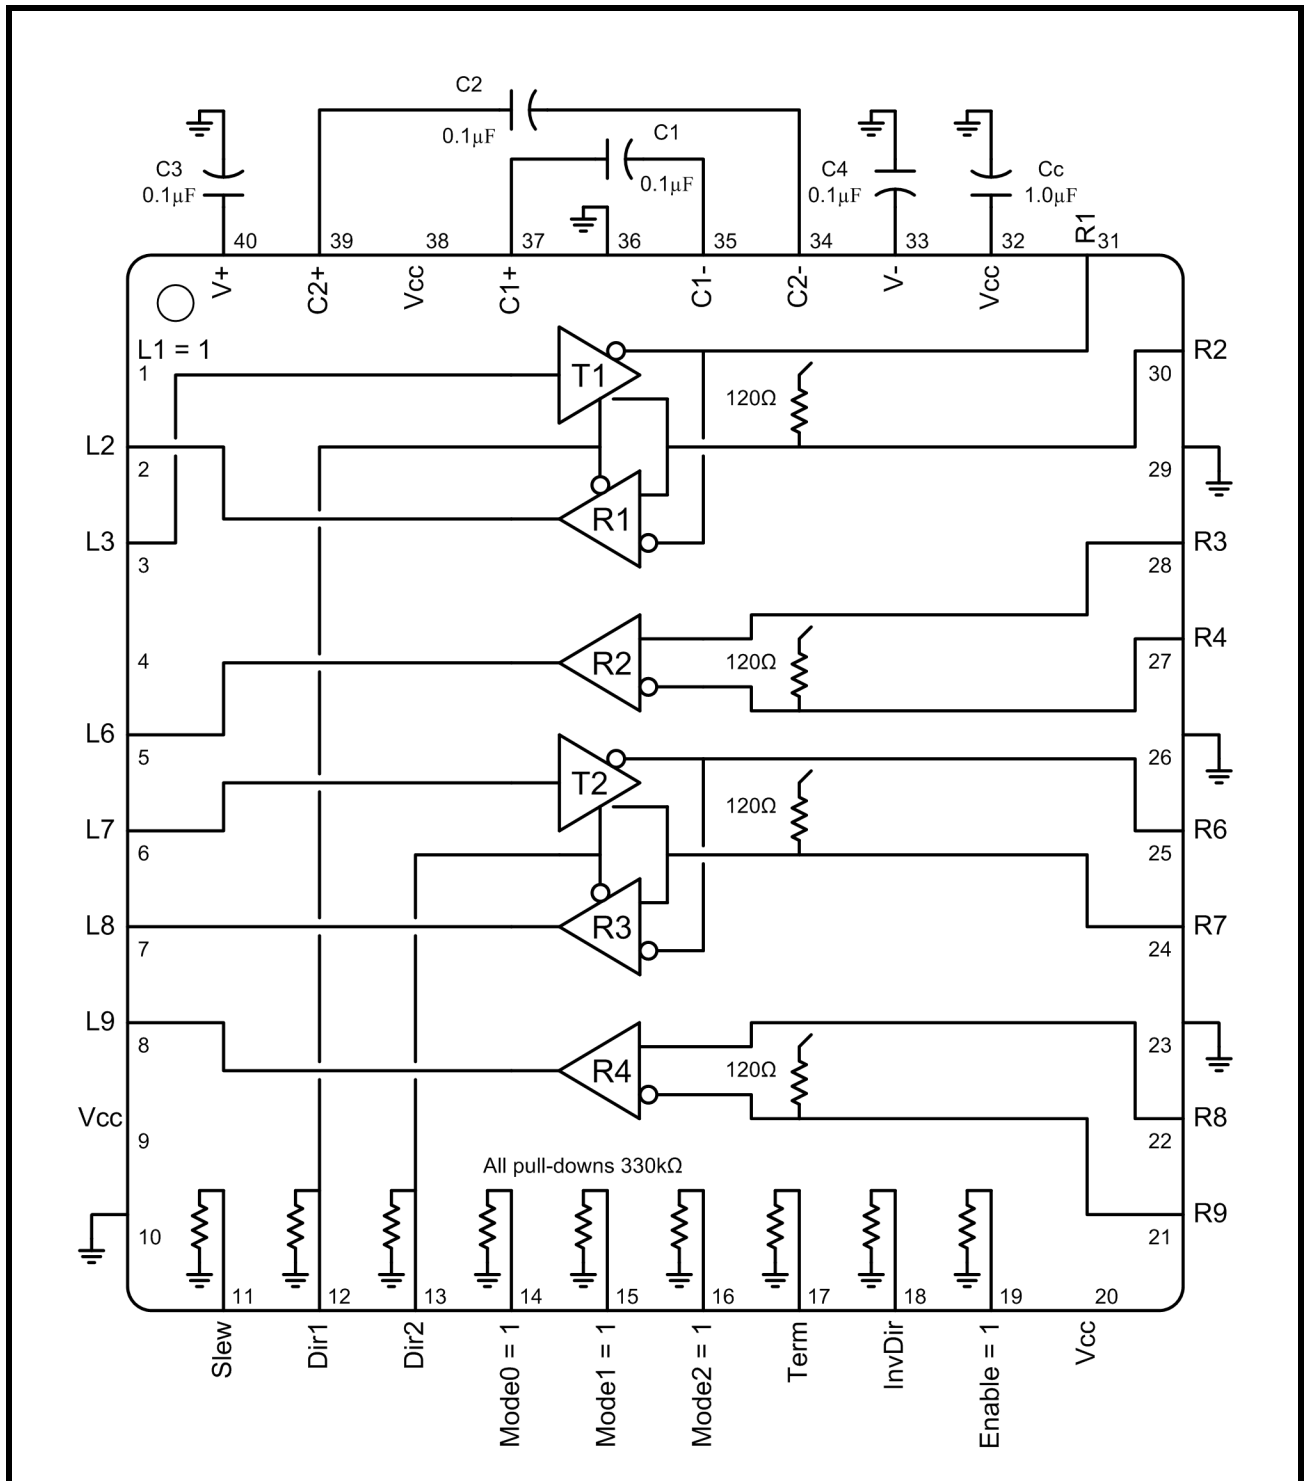 C2
0.1µF
C1
0.1µF
C3
0.1µF
C4
0.1µF
Cc
1.0µF
R1
40
39
38
37
36
35
34
33
32
31
V+
C2+
Vcc
C1+
C1-
C2-
V-
Vcc
L1 = 1
1
T1
R2
30
120Ω
L2
2
29
R1
L3
3
R3
28
4
R2
120Ω
R4
27
L6
5
26
T2
120Ω
L7
6
R6
25
L8
7
R3
R7
24
L9
8
23
R4
120Ω
Vcc
9
R8
22
All pull-downs 330kΩ
10
R9
21
11
12
13
14
15
16
17
18
19
20
Slew
Dir1
Dir2
Mode0 = 1
Mode1 = 1
Mode2 = 1
Term
InvDir
Enable = 1
Vcc